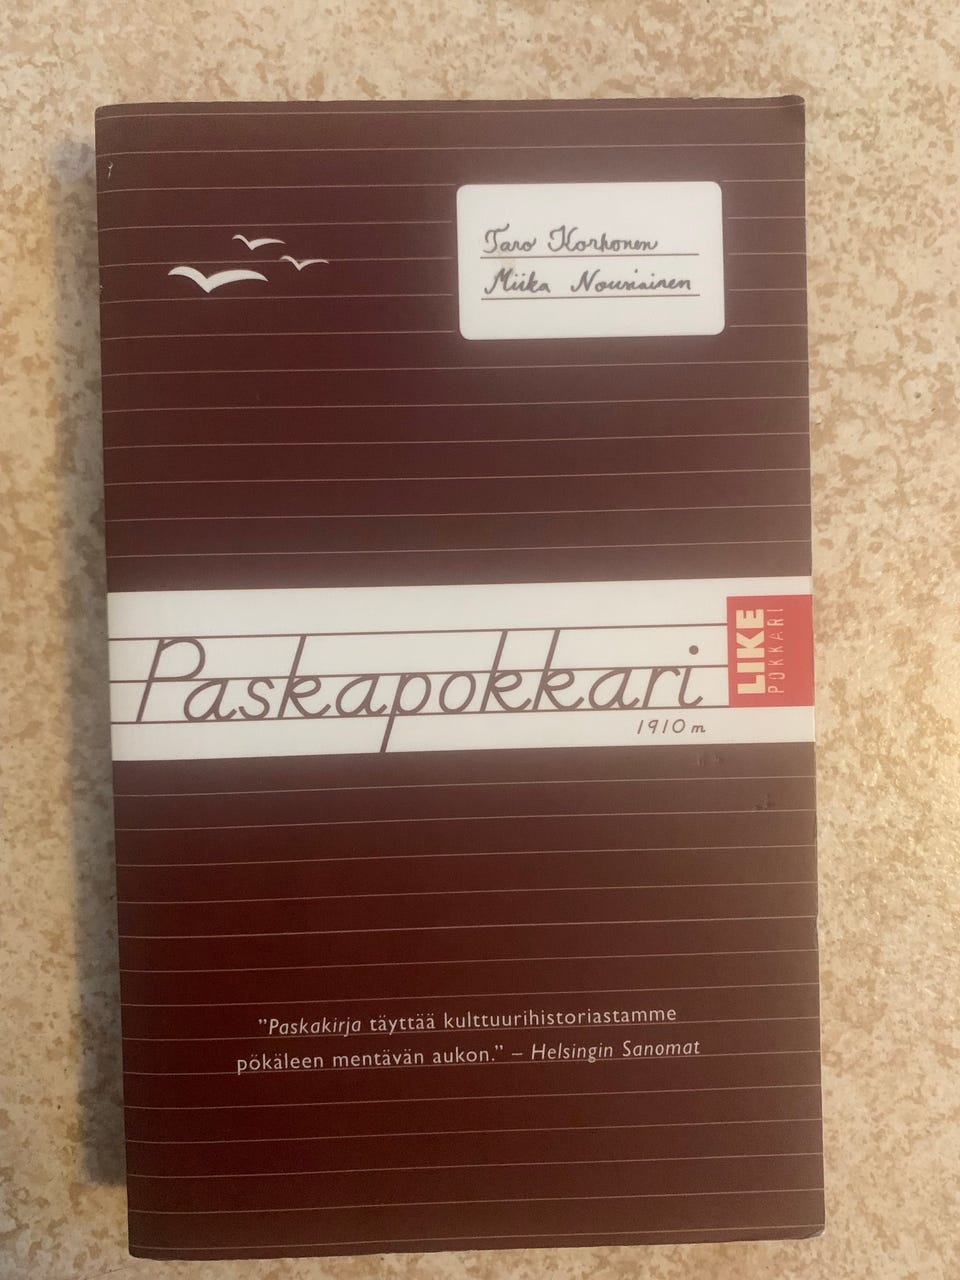 Taro Korhonen
Miika Nousiainen
Paskapokkari
LIKE
POKKARI
1910 m
”Paskakirja täyttää kulttuurihistoriastamme
pökäleen mentävän aukon.” – Helsingin Sanomat